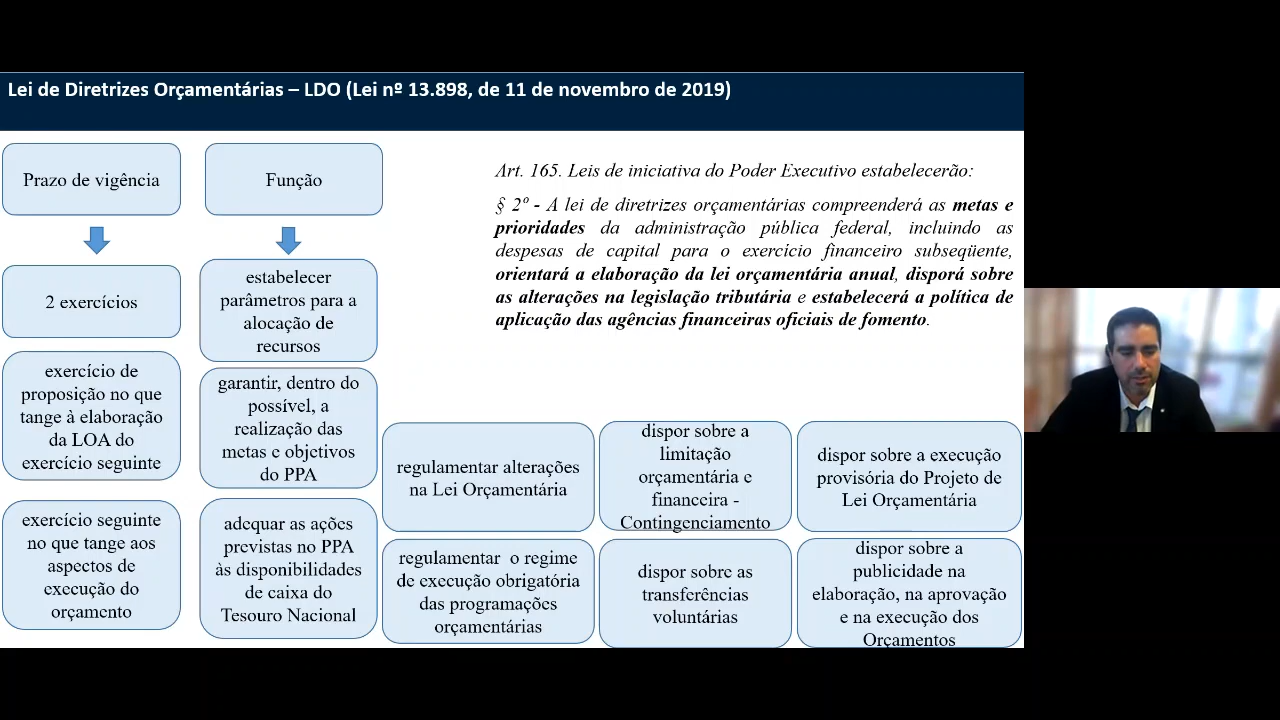 Lei de Diretrizes Orçamentárias – LDO (Lei nº 13.898, de 11 de novembro de 2019)
Prazo de vigência
2 exercícios
exercício de
proposição no que
tange à elaboração
da LOA do
exercício seguinte
exercício seguinte
no que tange aos
aspectos de
execução do
orçamento
Função
estabelecer
parâmetros para a
alocação de
recursos
garantir, dentro do
possível, a
realização das
metas e objetivos
do PPA
adequar as ações
previstas no PPA
às disponibilidades
de caixa do
Tesouro Nacional
Art. 165. Leis de iniciativa do Poder Executivo estabelecerão:
§ 2º - A lei de diretrizes orçamentárias compreenderá as metas e
prioridades da administração pública federal, incluindo as
despesas de capital para o exercício financeiro subseqüente,
orientará a elaboração da lei orçamentária anual, disporá sobre
as alterações na legislação tributária e estabelecerá a política de
aplicação das agências financeiras oficiais de fomento.
regulamentar alterações
na Lei Orçamentária
dispor sobre a
limitação
orçamentária e
financeira -
Contingenciamento
dispor sobre a execução
provisória do Projeto de
Lei Orçamentária
regulamentar o regime
de execução obrigatória
das programações
orçamentárias
dispor sobre as
transferências
voluntárias
dispor sobre a
publicidade na
elaboração, na aprovação
e na execução dos
Orçamentos